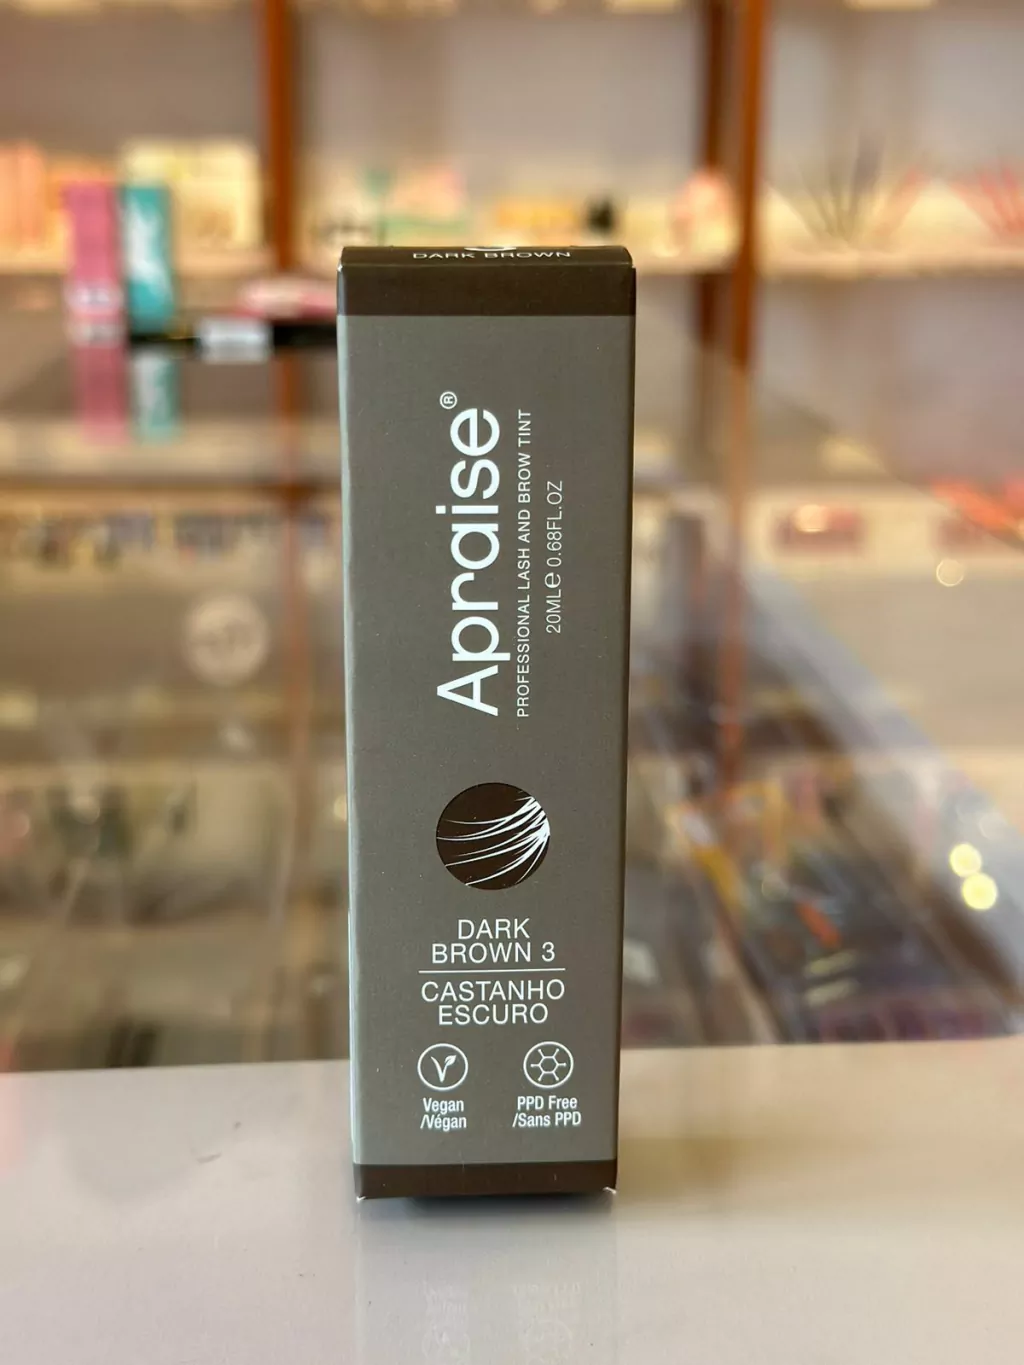 DARK BROWN
Apraise®
PROFESSIONAL LASH AND BROW TINT
20ML℮ 0.68FL.OZ
DARK
BROWN 3
CASTANHO
ESCURO
Vegan
/Végan
PPD Free
/Sans PPD